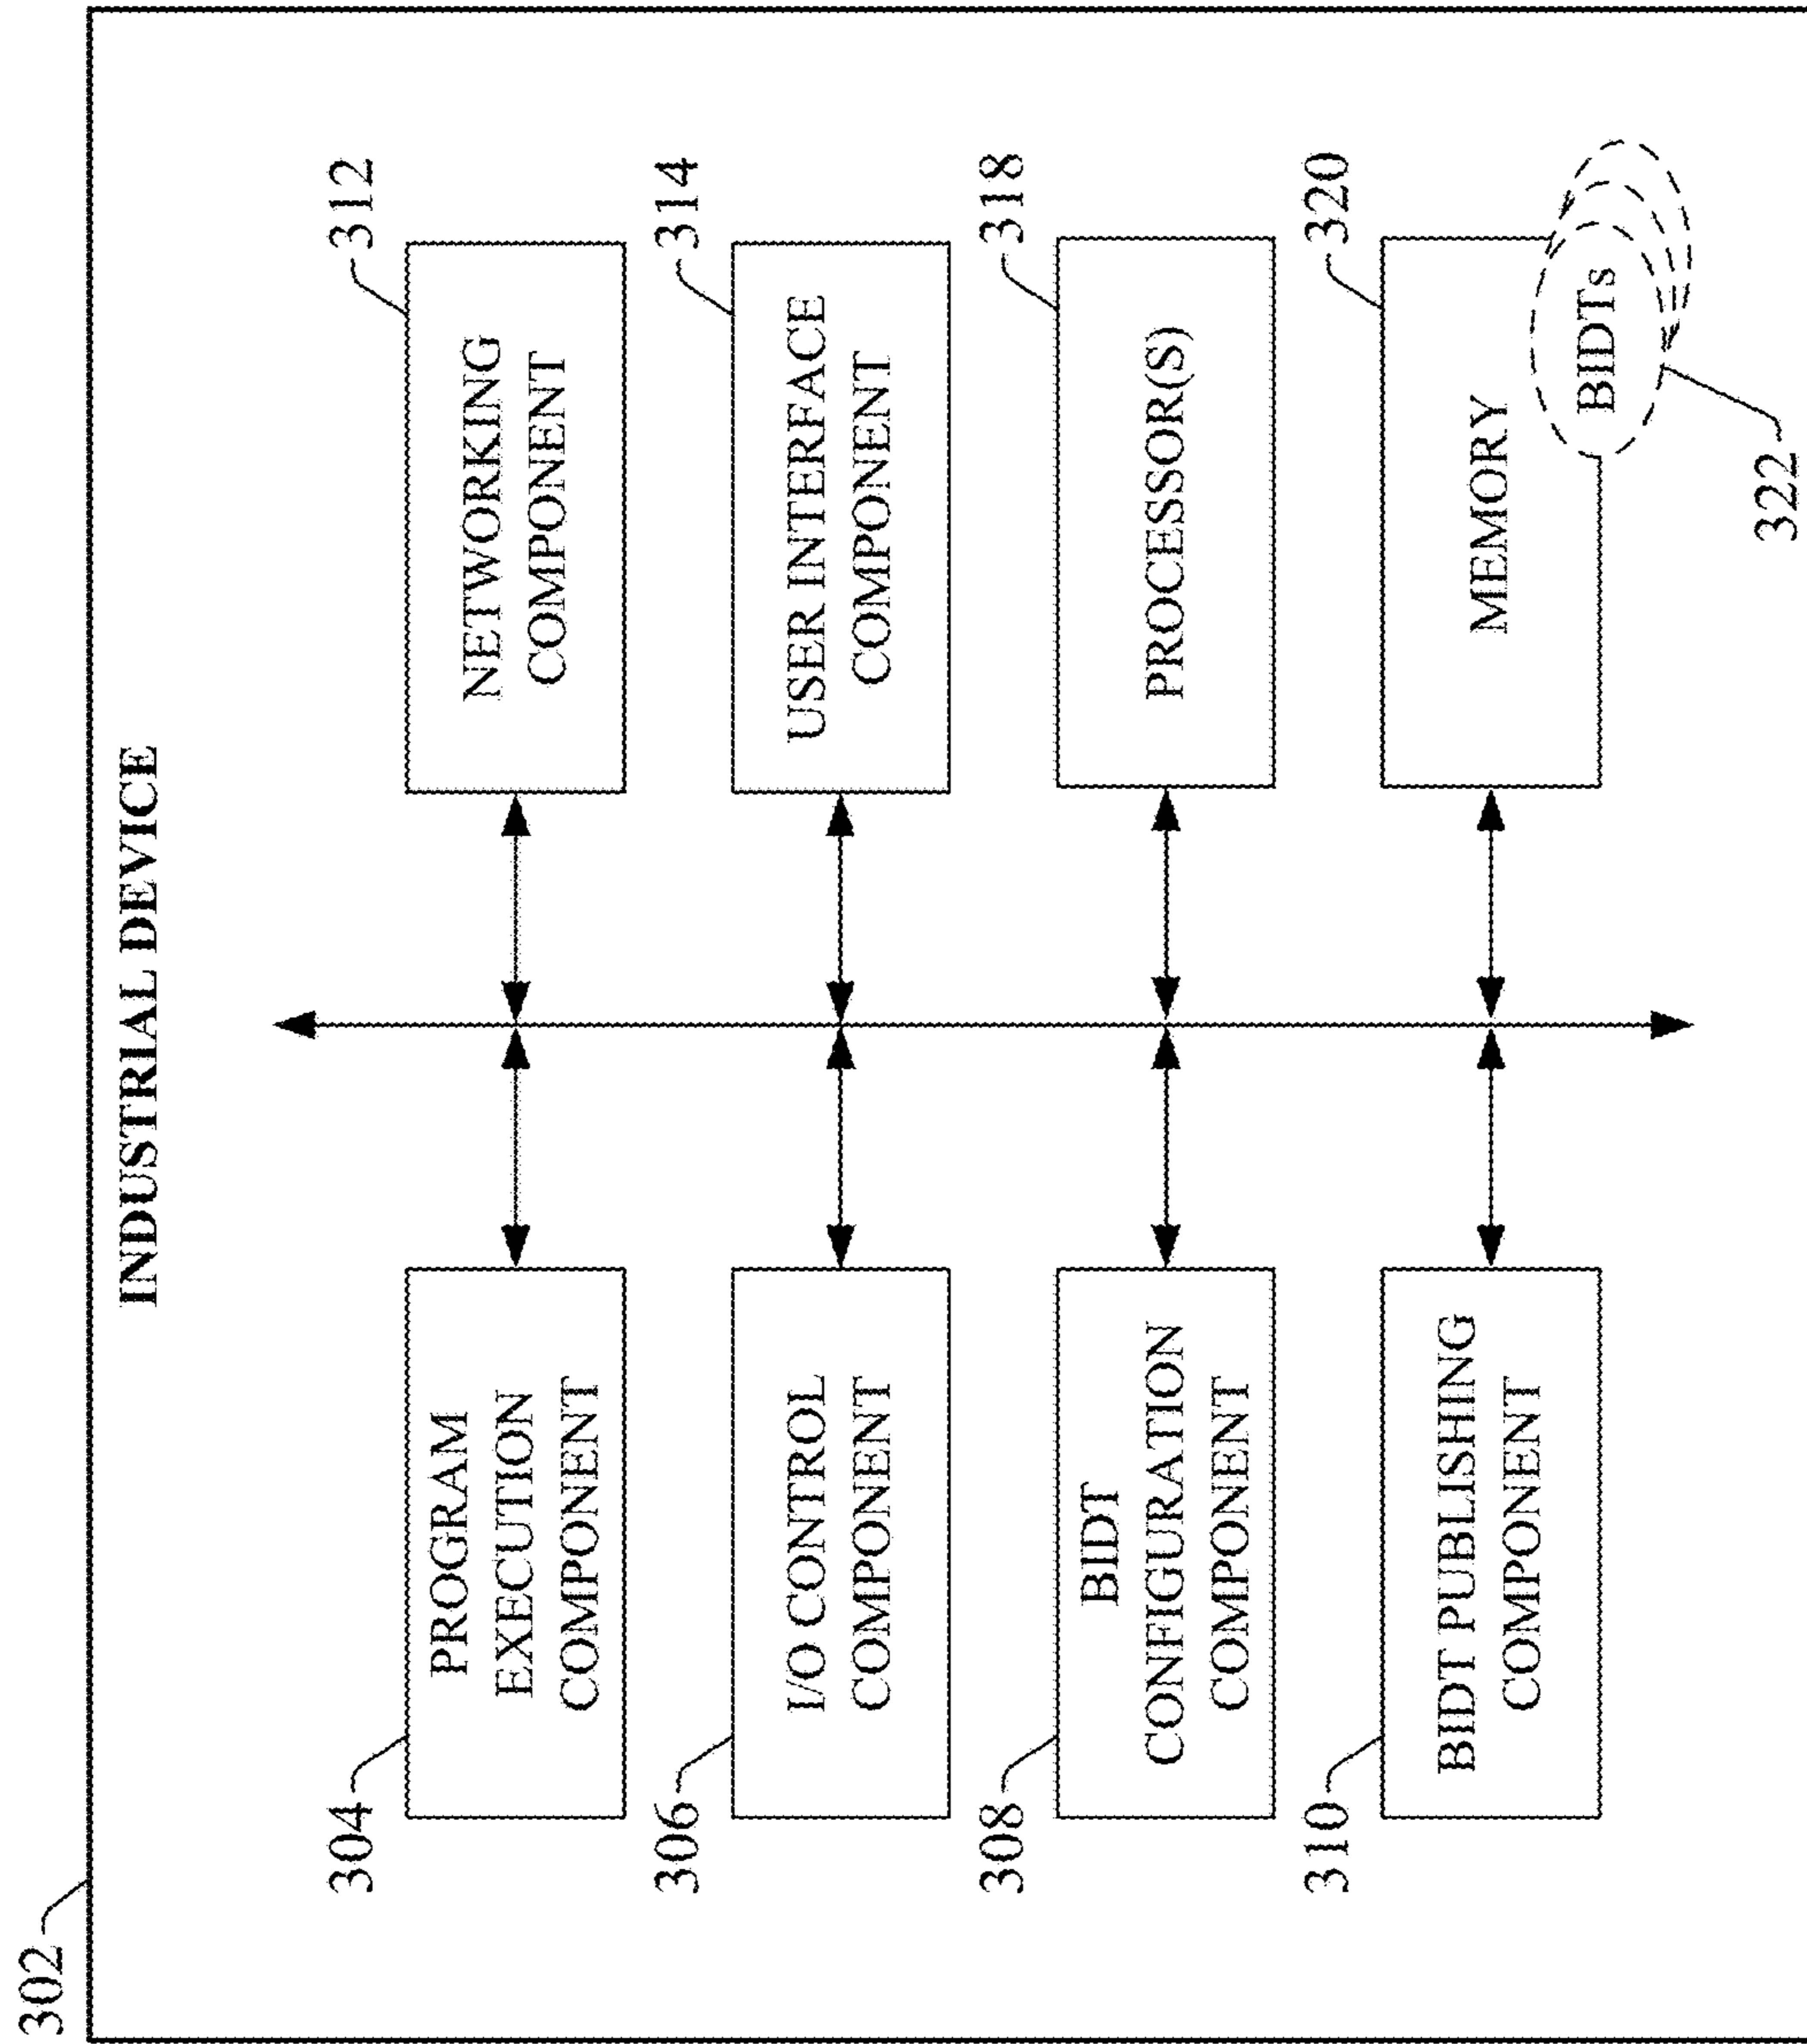 302
INDUSTRIAL DEVICE
304
PROGRAM
EXECUTION
COMPONENT
312
NETWORKING
COMPONENT
306
I/O CONTROL
COMPONENT
314
USER INTERFACE
COMPONENT
308
BIDT
CONFIGURATION
COMPONENT
318
PROCESSOR(S)
310
BIDT PUBLISHING
COMPONENT
320
MEMORY
BIDTs
322